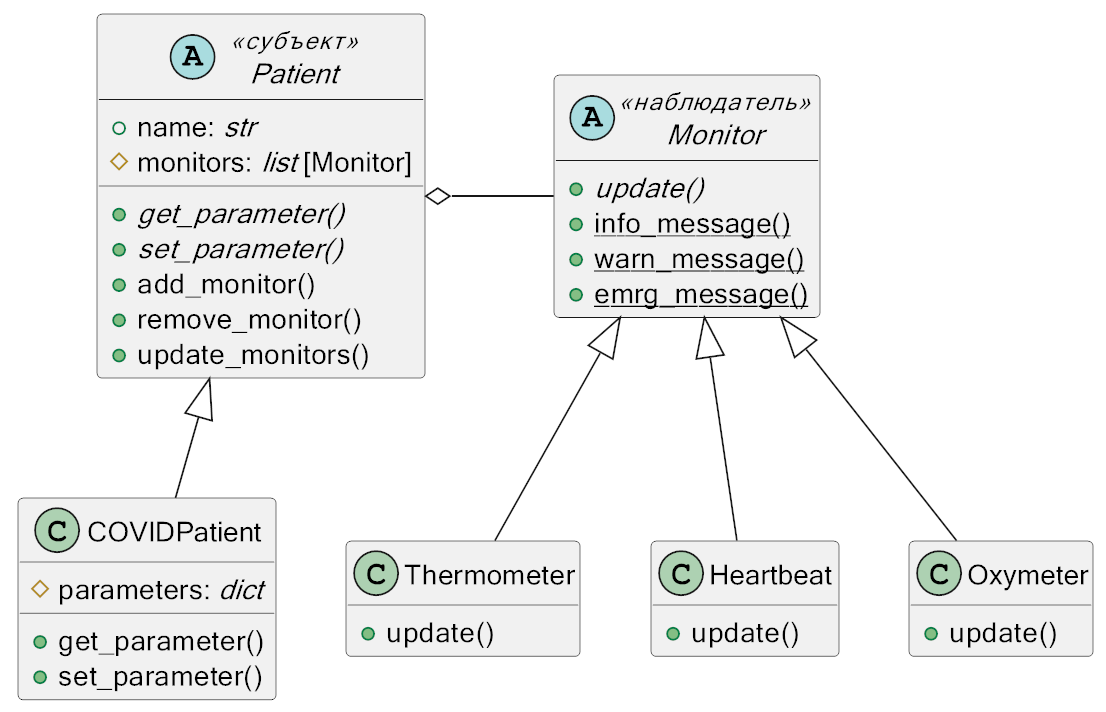 A
«субъект»
Patient
name: str
monitors: list [Monitor]
get_parameter()
set_parameter()
add_monitor()
remove_monitor()
update_monitors()
A
«наблюдатель»
Monitor
update()
info_message()
warn_message()
emrg_message()
C COVIDPatient
parameters: dict
get_parameter()
set_parameter()
C Thermometer
update()
C Heartbeat
update()
C Oxymeter
update()